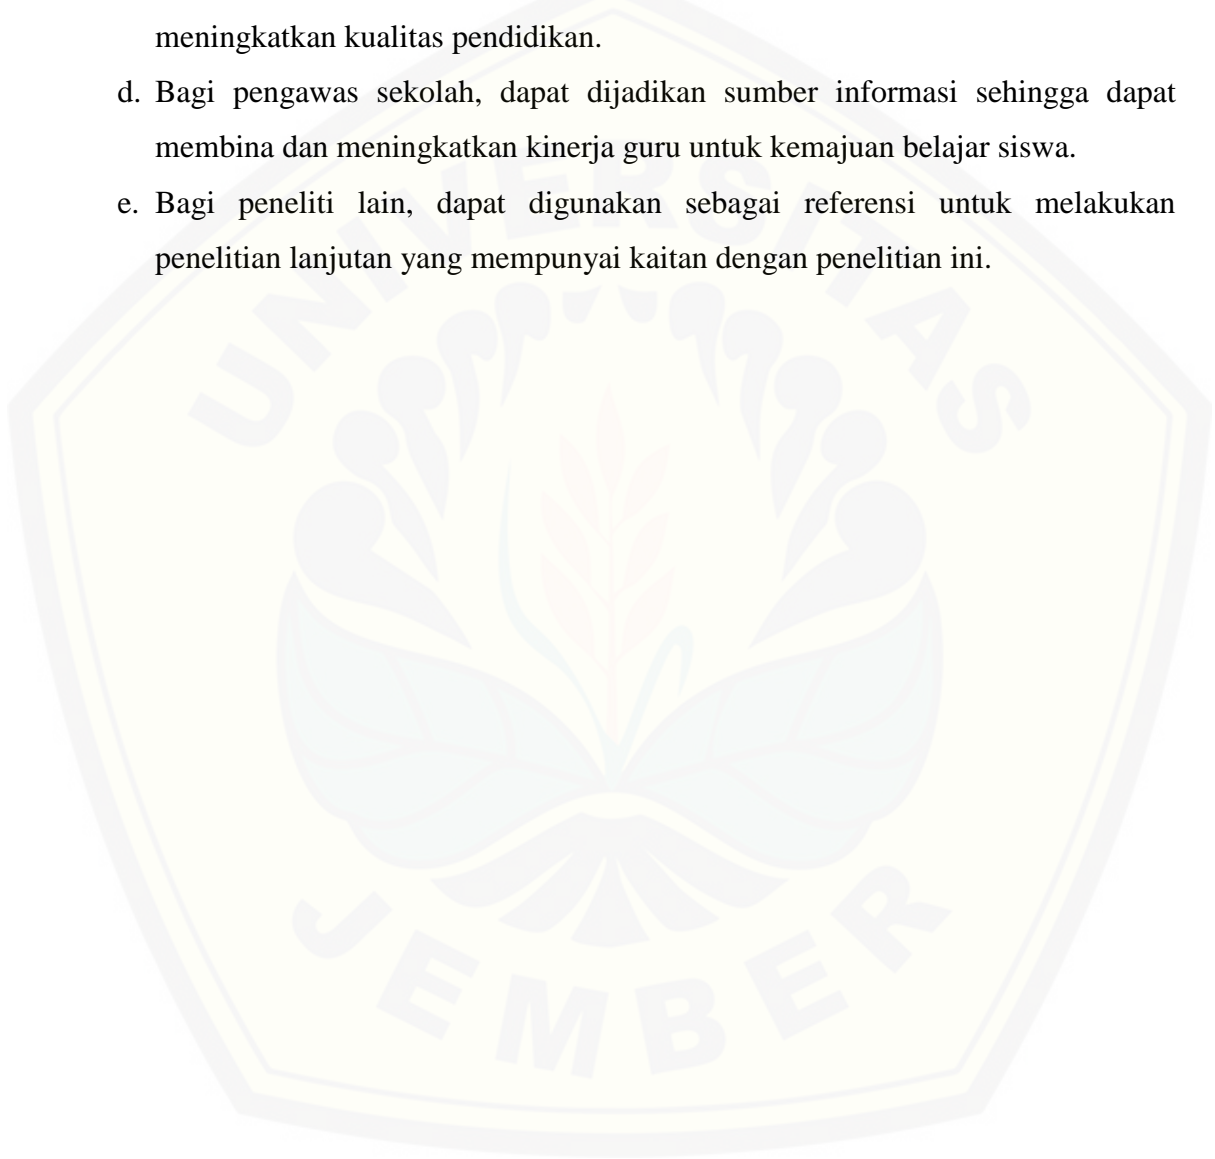 meningkatkan kualitas pendidikan.
d. Bagi pengawas sekolah, dapat dijadikan sumber informasi sehingga dapat
membina dan meningkatkan kinerja guru untuk kemajuan belajar siswa.
e. Bagi peneliti lain, dapat digunakan sebagai referensi untuk melakukan
penelitian lanjutan yang mempunyai kaitan dengan penelitian ini.
UNIVERSITAS
JEMBER